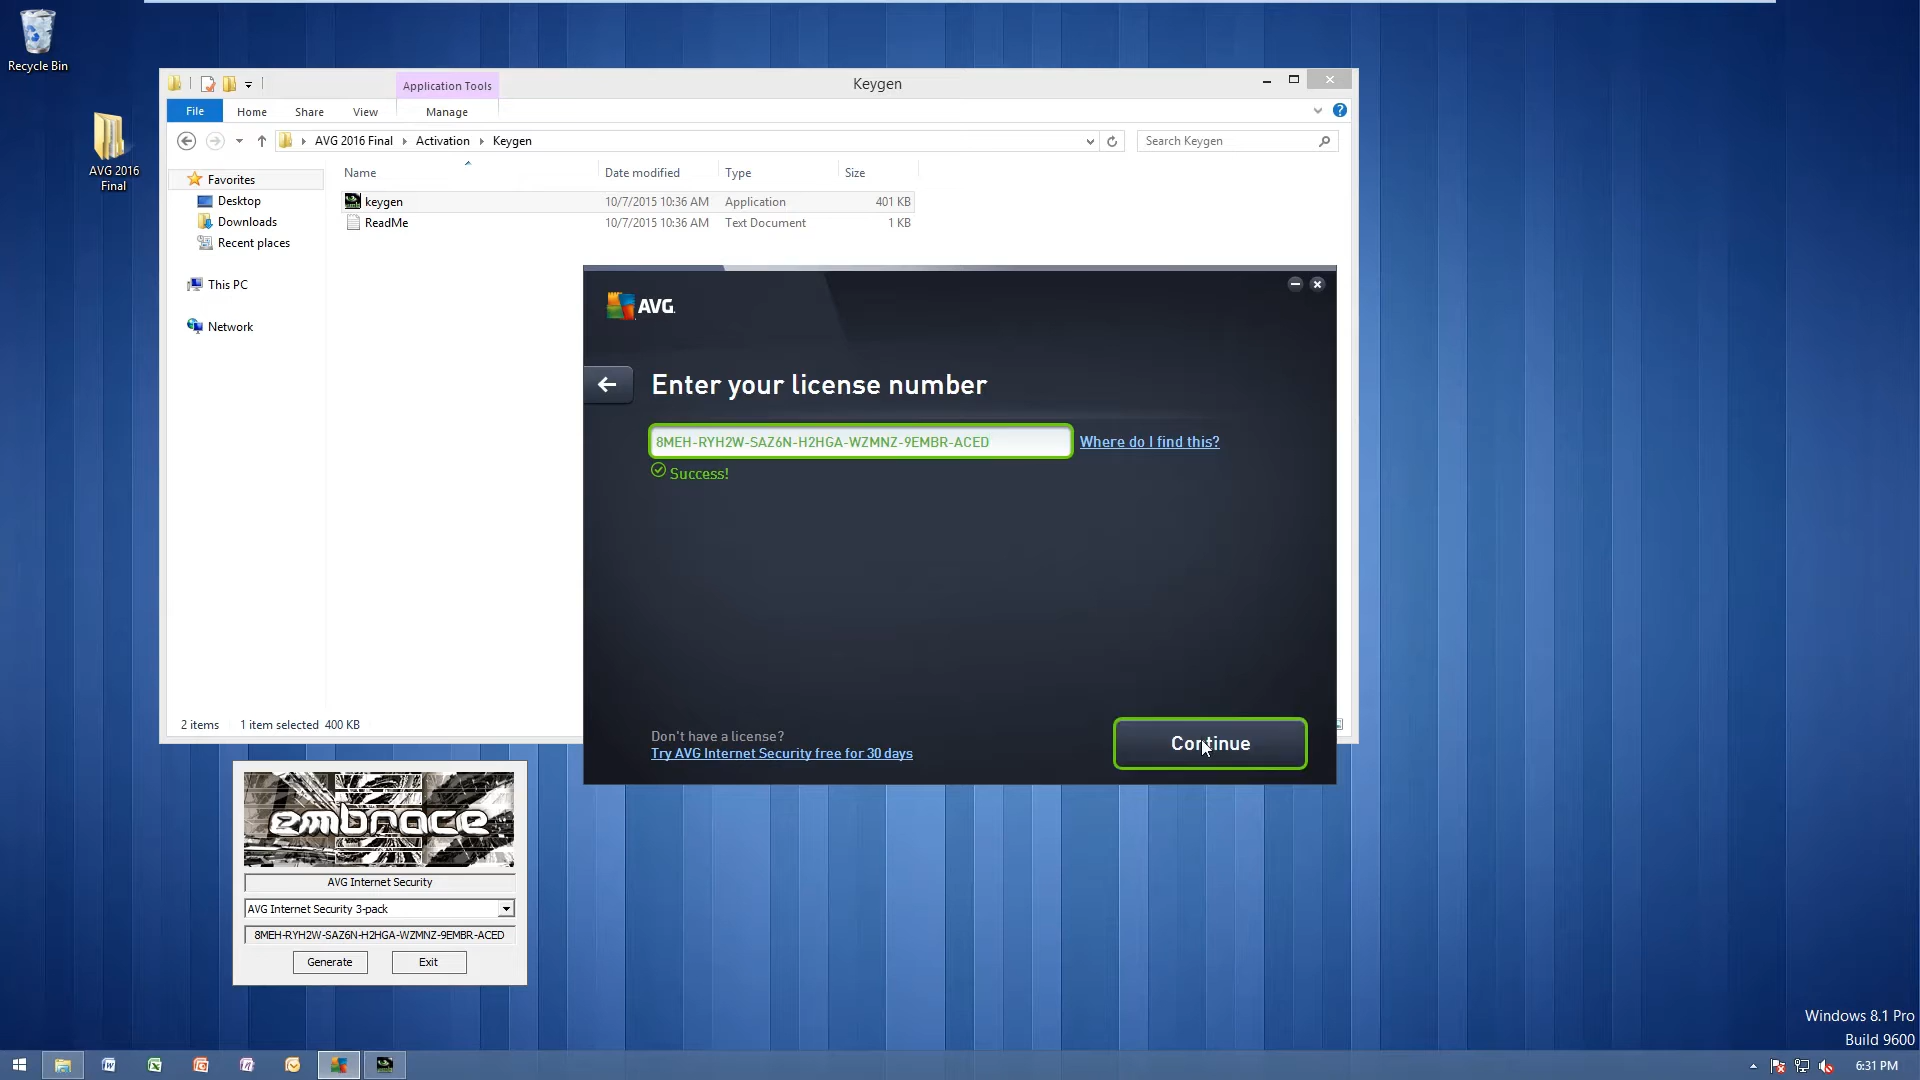 Recycle Bin
AVG 2016
Final
Application Tools
Keygen
File
Home
Share
View
Manage
AVG 2016 Final
Activation
Keygen
Search Keygen
Name
Date modified
Type
Size
keygen
10/7/2015 10:36 AM
Application
401 KB
ReadMe
10/7/2015 10:36 AM
Text Document
1 KB
Favorites
Desktop
Downloads
Recent places
This PC
Network
2 items
1 item selected 400 KB
AVG
Enter your license number
8MEH-RYH2W-SAZ6N-H2HGA-WZMNZ-9EMBR-ACED
Where do I find this?
Success!
Don't have a license?
Try AVG Internet Security free for 30 days
Continue
embrace
AVG Internet Security
AVG Internet Security 3-pack
8MEH-RYH2W-SAZ6N-H2HGA-WZMNZ-9EMBR-ACED
Generate
Exit
Windows 8.1 Pro
Build 9600
6:31 PM